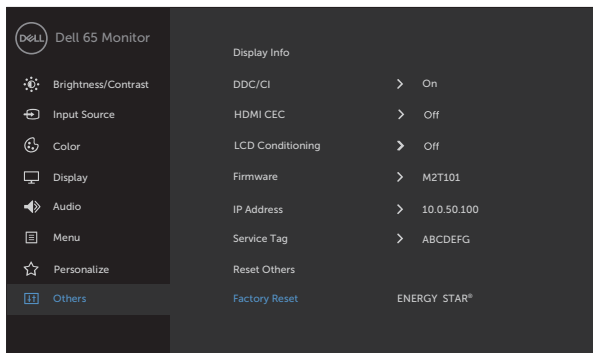 DELL Dell 65 Monitor
Display Info
Brightness/Contrast DDC/CI On
Input Source HDMI CEC Off
Color LCD Conditioning Off
Display Firmware M2T101
Audio IP Address 10.0.50.100
Menu Service Tag ABCDEFG
Personalize Reset Others
Others Factory Reset ENERGY STAR®